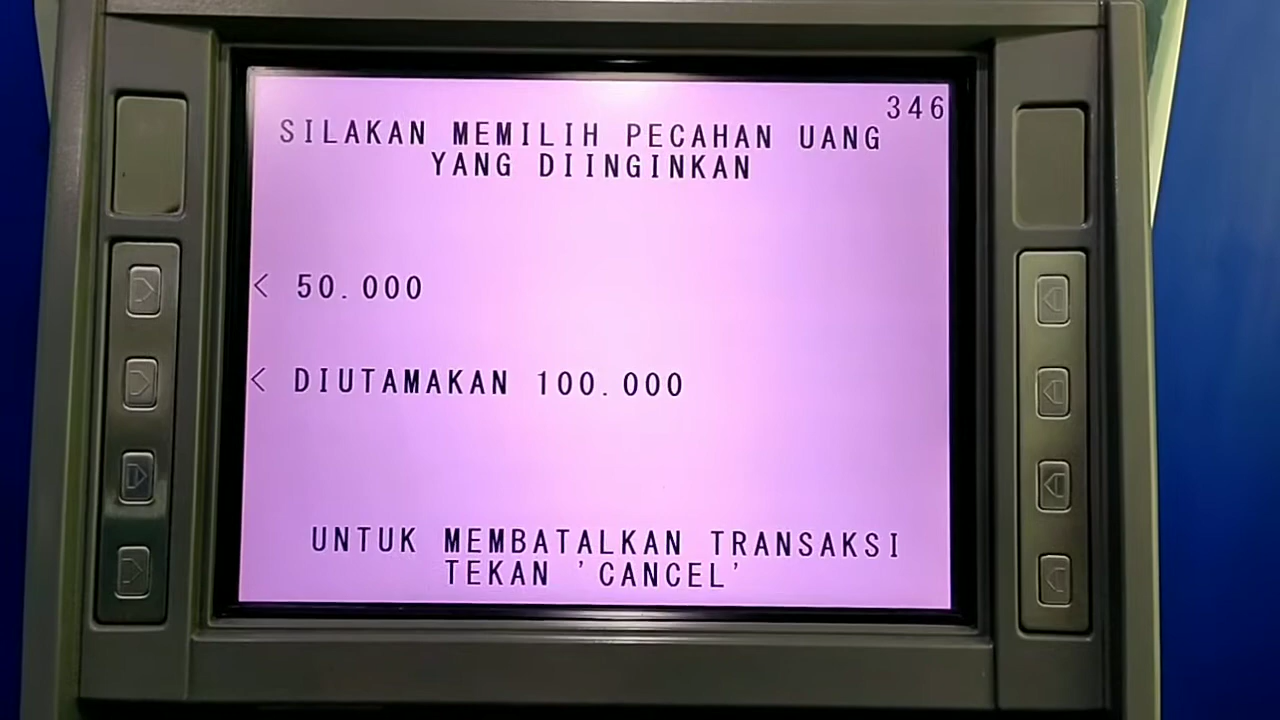 346
SILAKAN MEMILIH PECAHAN UANG
YANG DIINGINKAN
< 50.000
< DIUTAMAKAN 100.000
UNTUK MEMBATALKAN TRANSAKSI
TEKAN 'CANCEL'